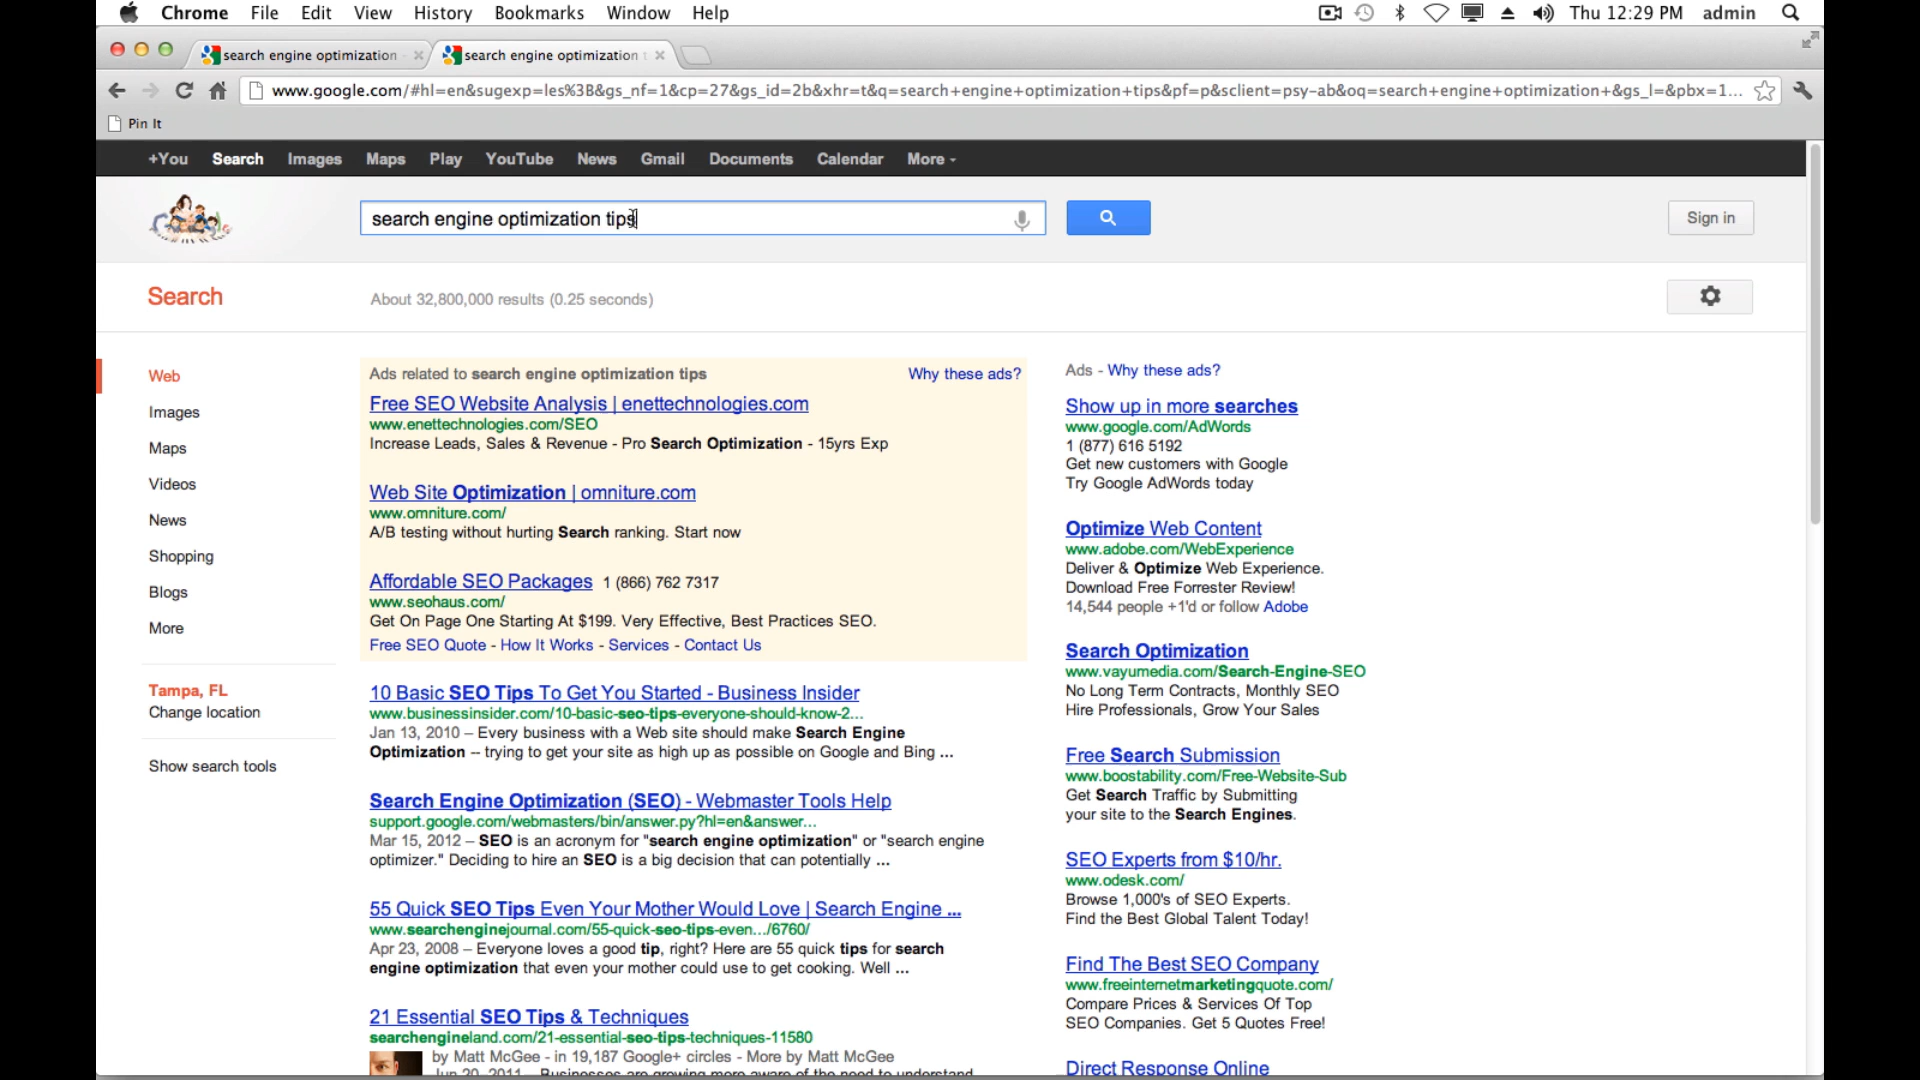 Chrome File Edit View History Bookmarks Window Help
Thu 12:29 PM admin
search engine optimization
search engine optimization t
www.google.com/#hl=en&sugexp=les%3B&gs_nf=1&cp=27&gs_id=2b&xhr=t&q=search+engine+optimization+tips&pf=p&sclient=psy-ab&oq=search+engine+optimization+&gs_l=&pbx=1...
Pin It
+You Search Images Maps Play YouTube News Gmail Documents Calendar More
search engine optimization tips
Sign in
Search
About 32,800,000 results (0.25 seconds)
Web
Images
Maps
Videos
News
Shopping
Blogs
More
Tampa, FL
Change location
Show search tools
Ads related to search engine optimization tips
Why these ads?
Free SEO Website Analysis | enettechnologies.com
www.enettechnologies.com/SEO
Increase Leads, Sales & Revenue - Pro Search Optimization - 15yrs Exp
Web Site Optimization | omniture.com
www.omniture.com/
A/B testing without hurting Search ranking. Start now
Affordable SEO Packages 1 (866) 762 7317
www.seohaus.com/
Get On Page One Starting At $199. Very Effective, Best Practices SEO.
Free SEO Quote - How It Works - Services - Contact Us
10 Basic SEO Tips To Get You Started - Business Insider
www.businessinsider.com/10-basic-seo-tips-everyone-should-know-2...
Jan 13, 2010 – Every business with a Web site should make Search Engine
Optimization -- trying to get your site as high up as possible on Google and Bing ...
Search Engine Optimization (SEO) - Webmaster Tools Help
support.google.com/webmasters/bin/answer.py?hl=en&answer...
Mar 15, 2012 – SEO is an acronym for "search engine optimization" or "search engine
optimizer." Deciding to hire an SEO is a big decision that can potentially ...
55 Quick SEO Tips Even Your Mother Would Love | Search Engine ...
www.searchenginejournal.com/55-quick-seo-tips-even.../6760/
Apr 23, 2008 – Everyone loves a good tip, right? Here are 55 quick tips for search
engine optimization that even your mother could use to get cooking. Well ...
21 Essential SEO Tips & Techniques
searchengineland.com/21-essential-seo-tips-techniques-11580
by Matt McGee - in 19,187 Google+ circles - More by Matt McGee
Jun 20, 2011 – Businesses are growing more aware of the need to understand
Ads - Why these ads?
Show up in more searches
www.google.com/AdWords
1 (877) 616 5192
Get new customers with Google
Try Google AdWords today
Optimize Web Content
www.adobe.com/WebExperience
Deliver & Optimize Web Experience.
Download Free Forrester Review!
14,544 people +1'd or follow Adobe
Search Optimization
www.vayumedia.com/Search-Engine-SEO
No Long Term Contracts, Monthly SEO
Hire Professionals, Grow Your Sales
Free Search Submission
www.boostability.com/Free-Website-Sub
Get Search Traffic by Submitting
your site to the Search Engines.
SEO Experts from $10/hr.
www.odesk.com/
Browse 1,000's of SEO Experts.
Find the Best Global Talent Today!
Find The Best SEO Company
www.freeinternetmarketingquote.com/
Compare Prices & Services Of Top
SEO Companies. Get 5 Quotes Free!
Direct Response Online